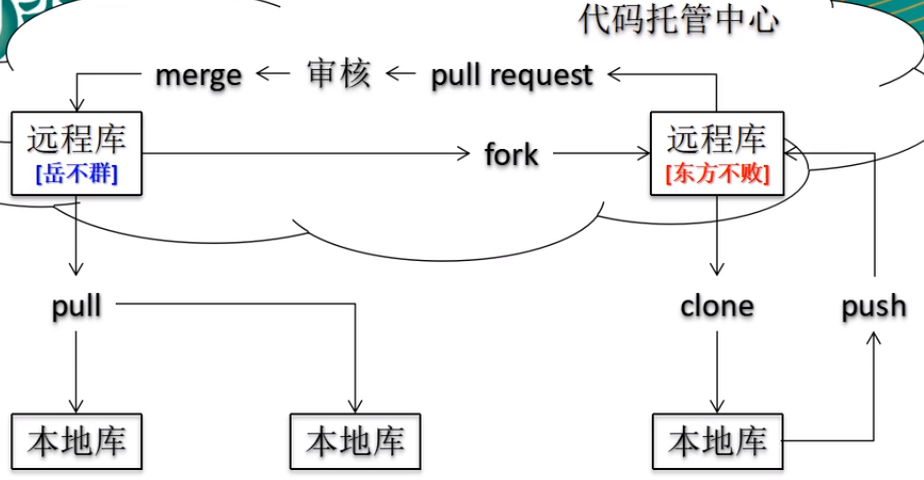 代码托管中心
merge
审核
pull request
远程库
[岳不群]
fork
远程库
[东方不败]
pull
clone
push
本地库
本地库
本地库